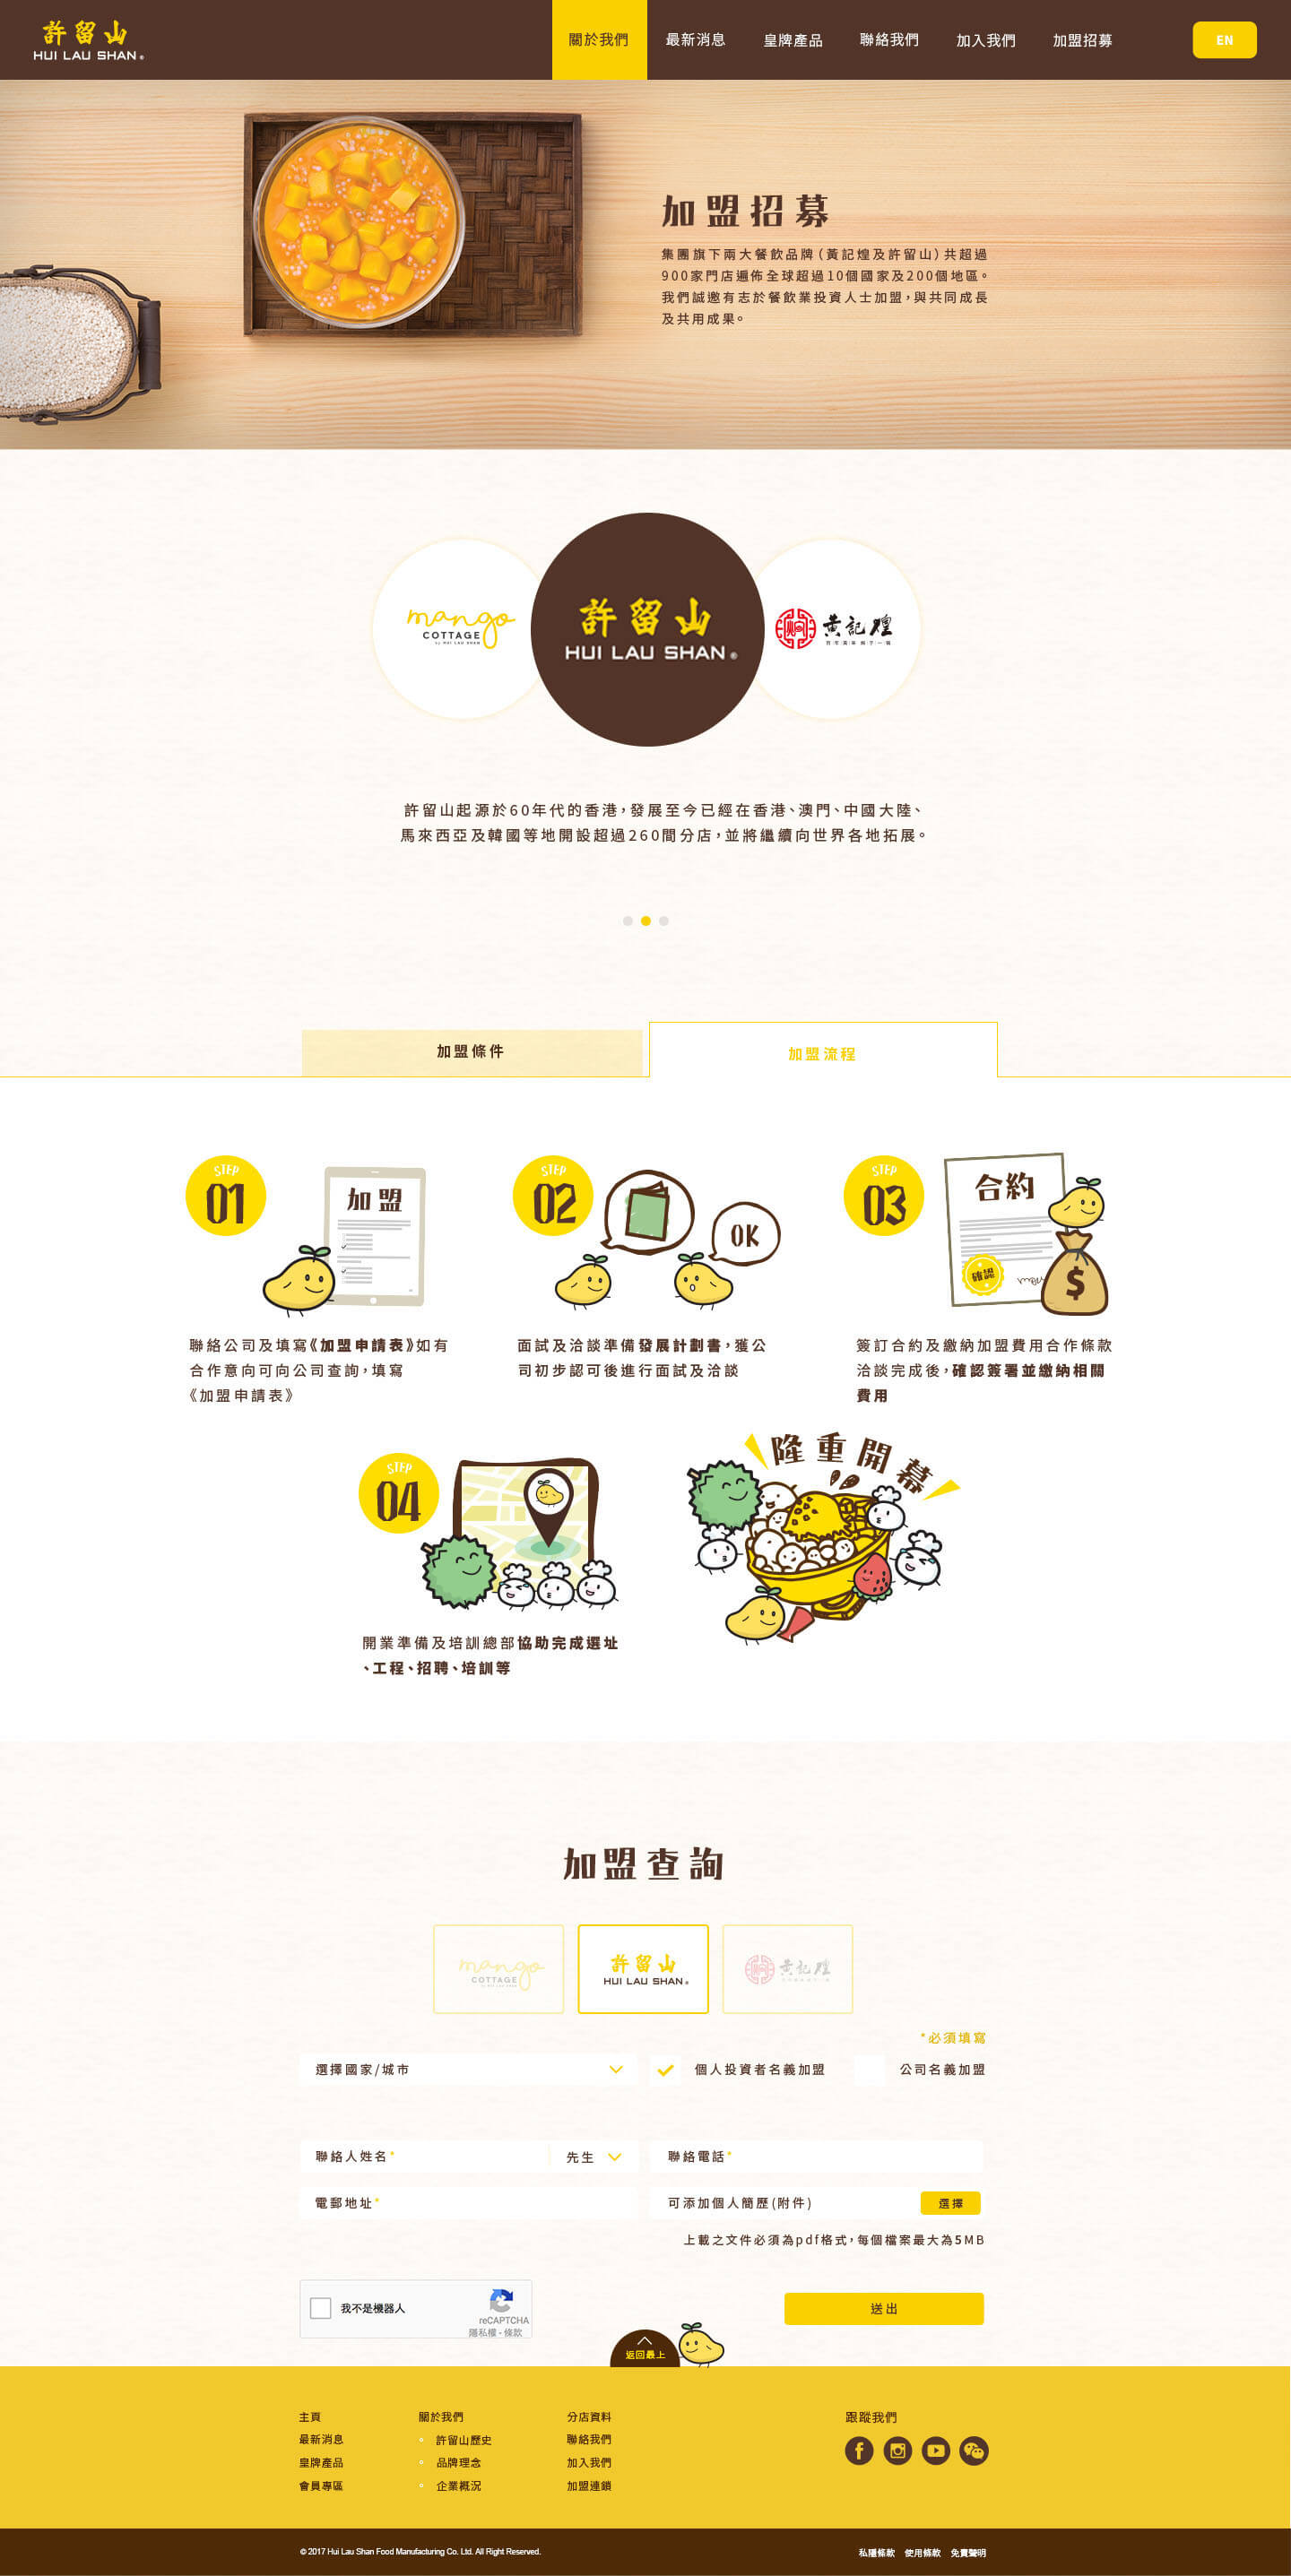 許留山
HUI LAU SHAN®
關於我們
最新消息
皇牌產品
聯絡我們
加入我們
加盟招募
EN
加盟招募
集團旗下兩大餐飲品牌（黃記煌及許留山）共超過
900家門店遍佈全球超過10個國家及200個地區。
我們誠邀有志於餐飲業投資人士加盟，與共同成長
及共用成果。
mango
COTTAGE
by HUI LAU SHAN
許留山
HUI LAU SHAN®
黃記煌
許留山起源於60年代的香港，發展至今已經在香港、澳門、中國大陸、
馬來西亞及韓國等地開設超過260間分店，並將繼續向世界各地拓展。
加盟條件
加盟流程
STEP
01
加盟
聯絡公司及填寫《加盟申請表》如有
合作意向可向公司查詢，填寫
《加盟申請表》
STEP
02
OK
面試及洽談準備發展計劃書，獲公
司初步認可後進行面試及洽談
STEP
03
合約
確認
$
簽訂合約及繳納加盟費用合作條款
洽談完成後，確認簽署並繳納相關
費用
STEP
04
開業準備及培訓總部協助完成選址
、工程、招聘、培訓等
隆重開幕
加盟查詢
mango
COTTAGE
by HUI LAU SHAN
許留山
HUI LAU SHAN®
黃記煌
*必須填寫
選擇國家/城市
個人投資者名義加盟
公司名義加盟
聯絡人姓名*
先生
聯絡電話*
電郵地址*
可添加個人簡歷(附件)
選擇
上載之文件必須為pdf格式，每個檔案最大為5MB
我不是機器人
reCAPTCHA
隱私權 - 條款
送出
返回最上
主頁
最新消息
皇牌產品
會員專區
關於我們
許留山歷史
品牌理念
企業概況
分店資料
聯絡我們
加入我們
加盟連鎖
跟蹤我們
© 2017 Hui Lau Shan Food Manufacturing Co. Ltd. All Right Reserved.
私隱條款
使用條款
免責聲明